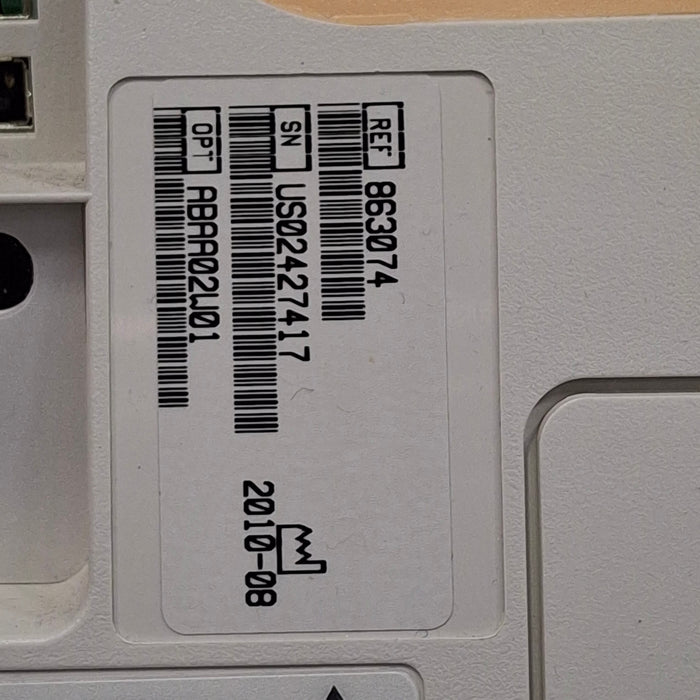 REF 863074
SN US02427417
OPT ABAA02W01
2010-08